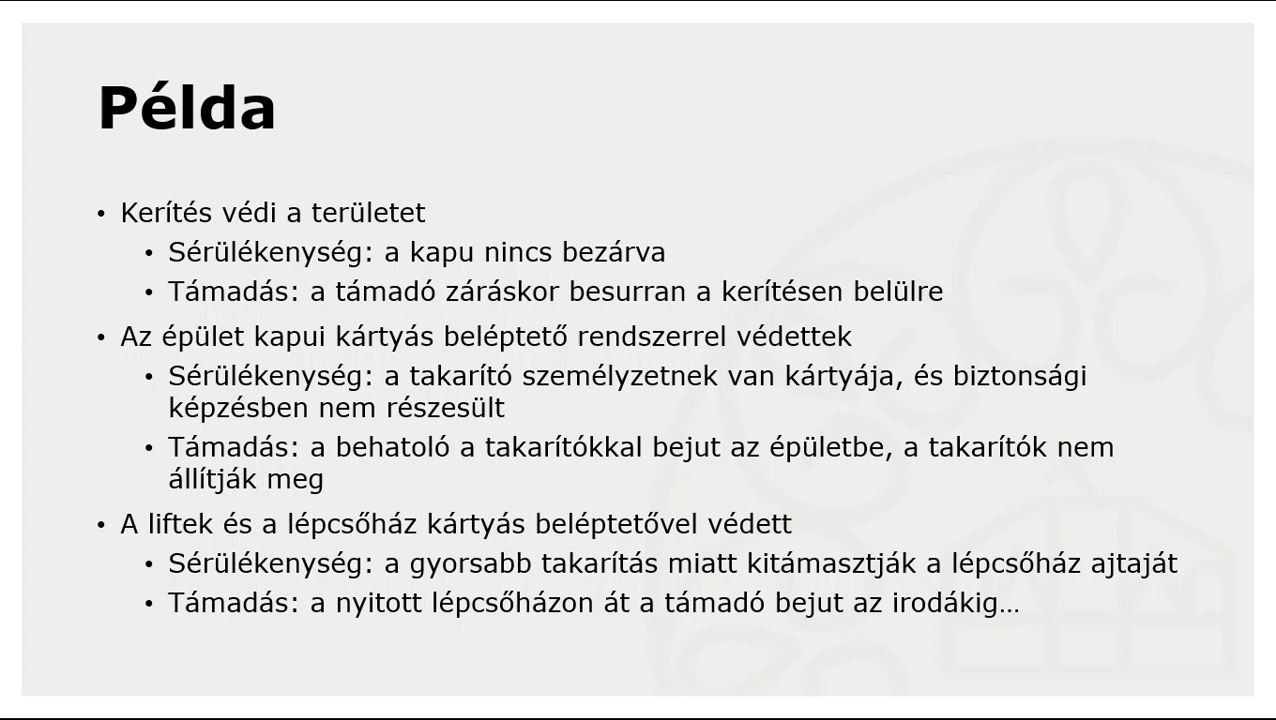 Példa
• Kerítés védi a területet
• Sérülékenység: a kapu nincs bezárva
• Támadás: a támadó záráskor besurran a kerítésen belülre
• Az épület kapui kártyás beléptető rendszerrel védettek
• Sérülékenység: a takarító személyzetnek van kártyája, és biztonsági
képzésben nem részesült
• Támadás: a behatoló a takarítókkal bejut az épületbe, a takarítók nem
állítják meg
• A liftek és a lépcsőház kártyás beléptetővel védett
• Sérülékenység: a gyorsabb takarítás miatt kitámasztják a lépcsőház ajtaját
• Támadás: a nyitott lépcsőházon át a támadó bejut az irodákig…